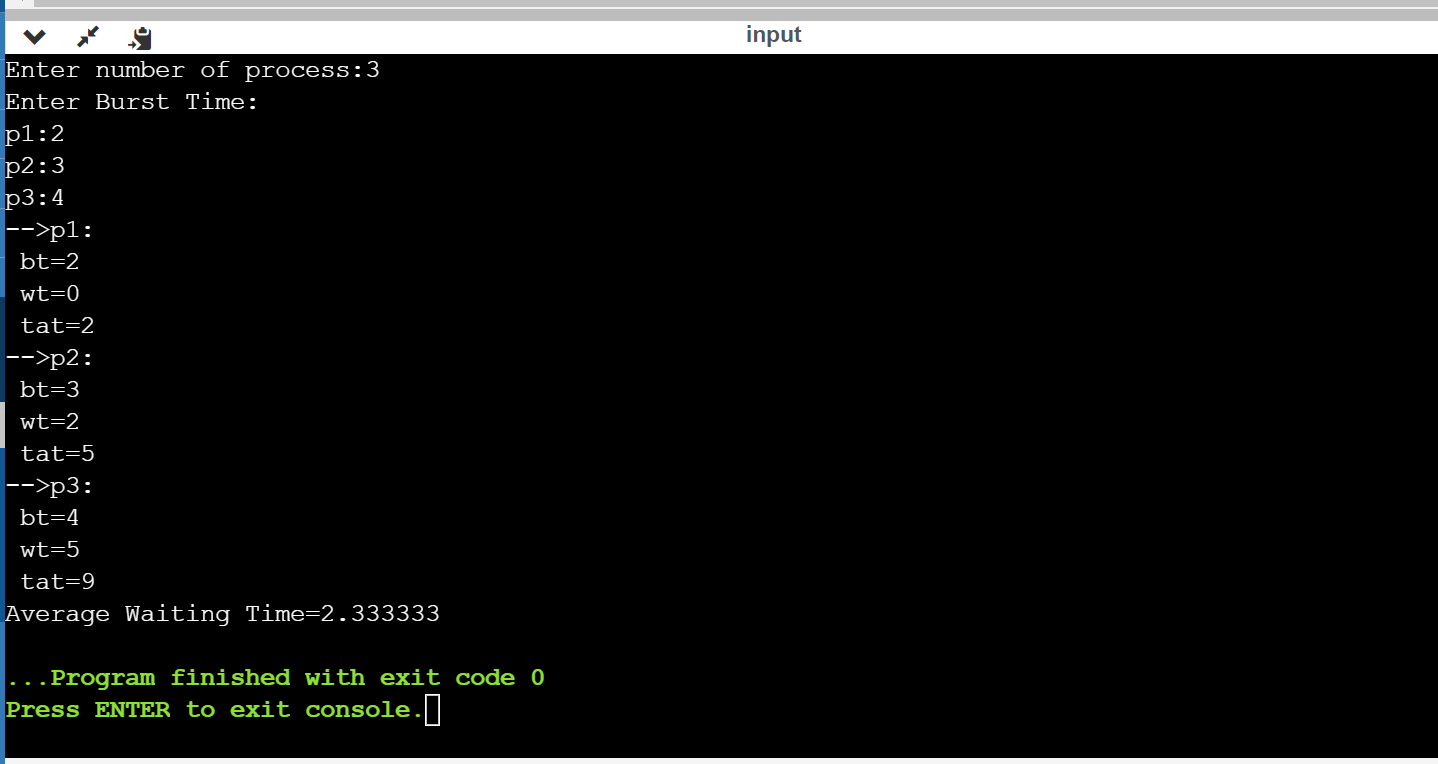 input
Enter number of process:3
Enter Burst Time:
p1:2
p2:3
p3:4
-->p1:
 bt=2
 wt=0
 tat=2
-->p2:
 bt=3
 wt=2
 tat=5
-->p3:
 bt=4
 wt=5
 tat=9
Average Waiting Time=2.333333
...Program finished with exit code 0
Press ENTER to exit console.